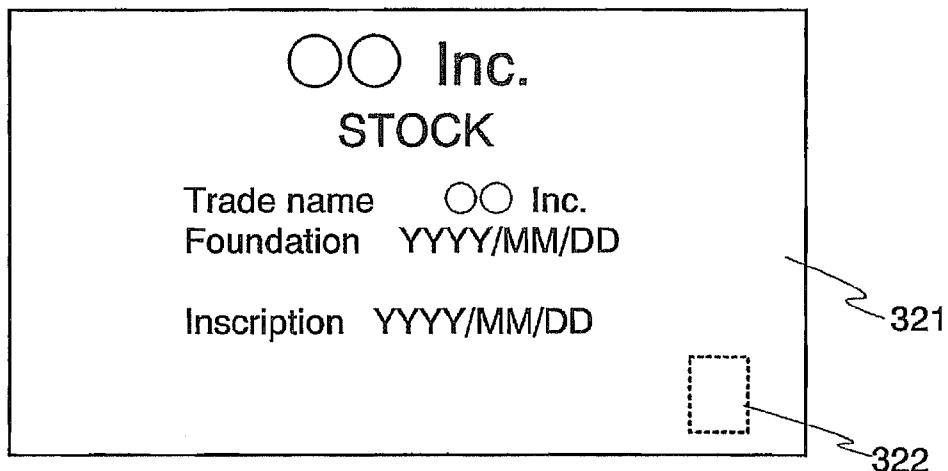 ○○ Inc.
STOCK
Trade name ○○ Inc.
Foundation YYYY/MM/DD
Inscription YYYY/MM/DD
321
322